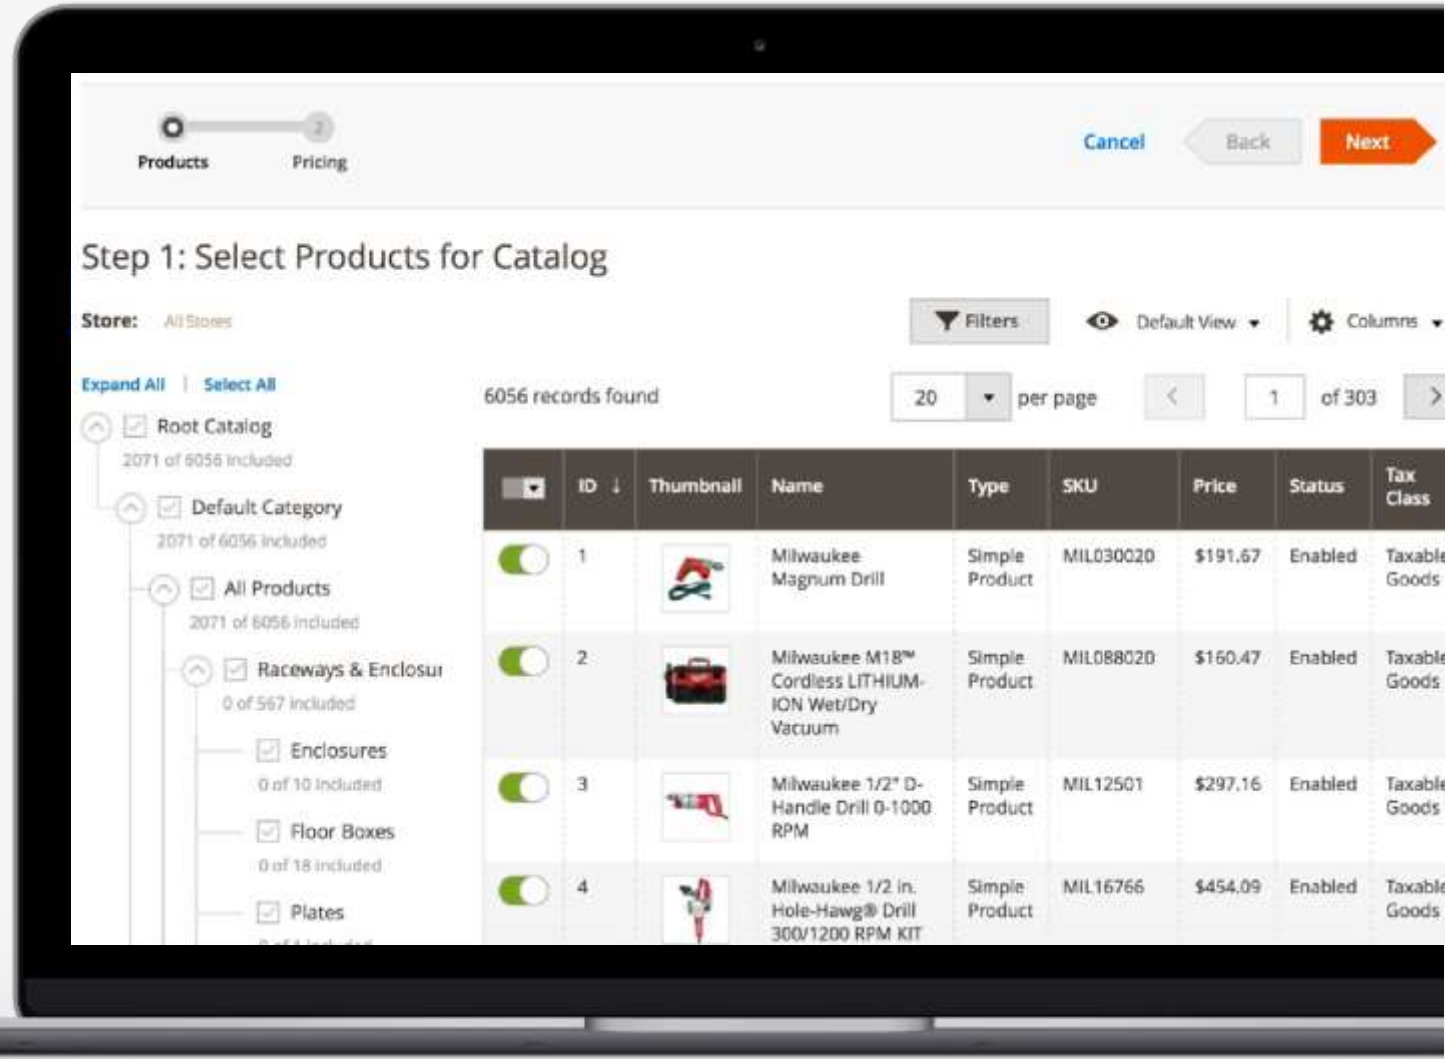 2
Products
Pricing
Cancel
Back
Next
Step 1: Select Products for Catalog
Store: All Stores
Filters
Default View
Columns
Expand All | Select All
6056 records found
20 per page
1 of 303
Root Catalog
2071 of 6056 included
Default Category
2071 of 6056 included
All Products
2071 of 6056 included
Raceways & Enclosur
0 of 567 included
Enclosures
0 of 10 included
Floor Boxes
0 of 18 included
Plates
ID ↓ Thumbnail Name Type SKU Price Status Tax
Class
1 Milwaukee Simple MIL030020 $191.67 Enabled Taxable
Magnum Drill Product Goods
2 Milwaukee M18™ Simple MIL088020 $160.47 Enabled Taxable
Cordless LITHIUM- Product Goods
ION Wet/Dry
Vacuum
3 Milwaukee 1/2" D- Simple MIL12501 $297.16 Enabled Taxable
Handle Drill 0-1000 Product Goods
RPM
4 Milwaukee 1/2 in. Simple MIL16766 $454.09 Enabled Taxable
Hole-Hawg® Drill Product Goods
300/1200 RPM KIT